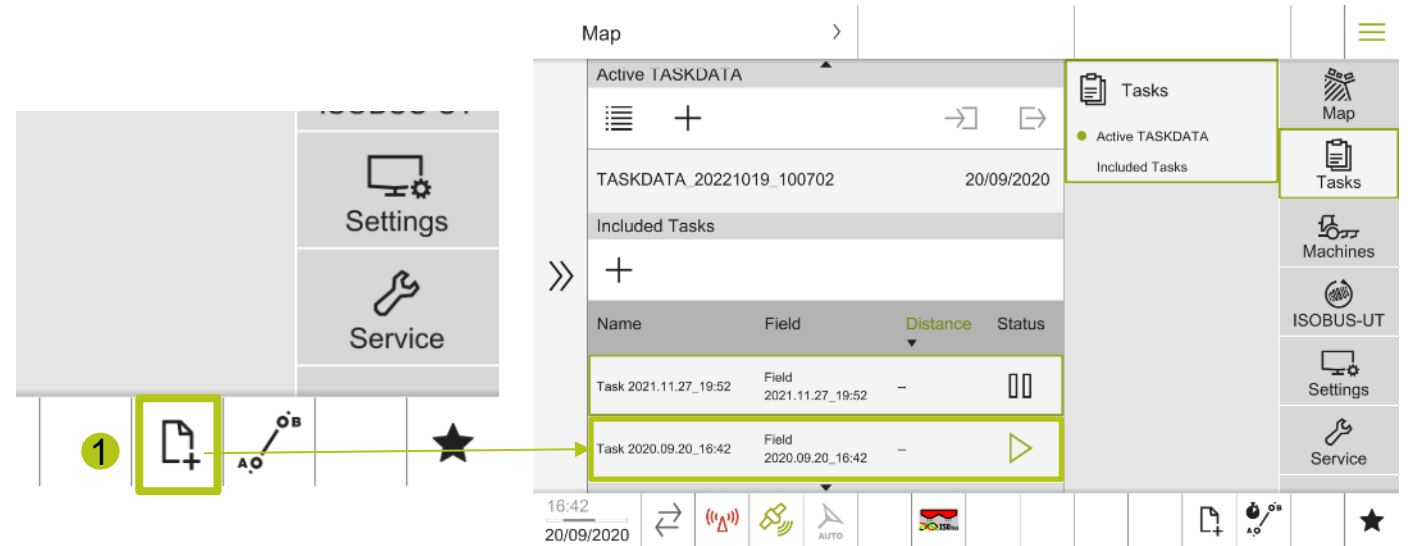 Settings
Service
1
A
B
Map
Active TASKDATA
TASKDATA_20221019_100702 20/09/2020
Included Tasks
Name Field Distance Status
Task 2021.11.27_19:52 Field 2021.11.27_19:52 --
Task 2020.09.20_16:42 Field 2020.09.20_16:42 --
Tasks
Active TASKDATA
Included Tasks
Map
Tasks
Machines
ISOBUS
ISOBUS-UT
Settings
Service
16:42
20/09/2020
AUTO
ISO
A
B